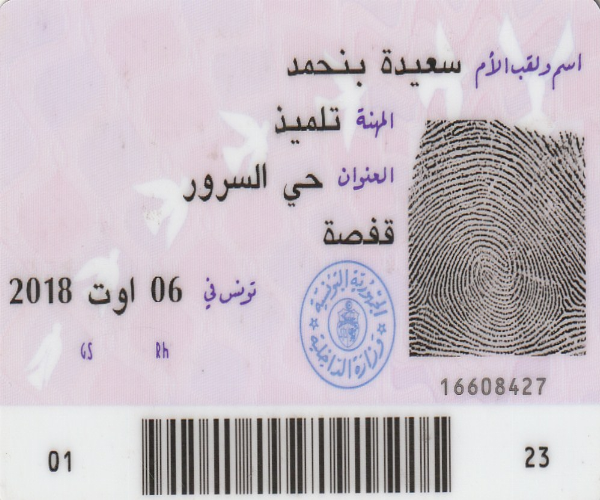 اسم ولقب الأم سعيدة بنحمد
المهنة تلميذ
العنوان حي السرور
قفصة
تونس في 06 اوت 2018
GS Rh
الجمهورية التونسية
وزارة الداخلية
16608427
01 23